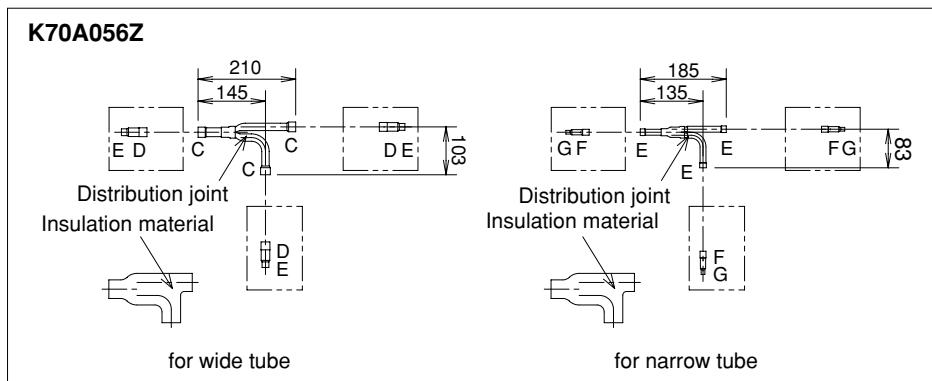 K70A056Z
210
145
E D
C
C
C
D E
103
Distribution joint
Insulation material
D
E
for wide tube
185
135
G F
E
E
E
F G
83
Distribution joint
Insulation material
F
G
for narrow tube